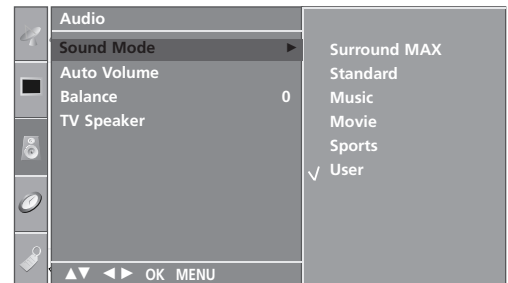 Audio
Sound Mode ►
Auto Volume
Balance 0
TV Speaker
▲▼ ◄► OK MENU
Surround MAX
Standard
Music
Movie
Sports
√ User